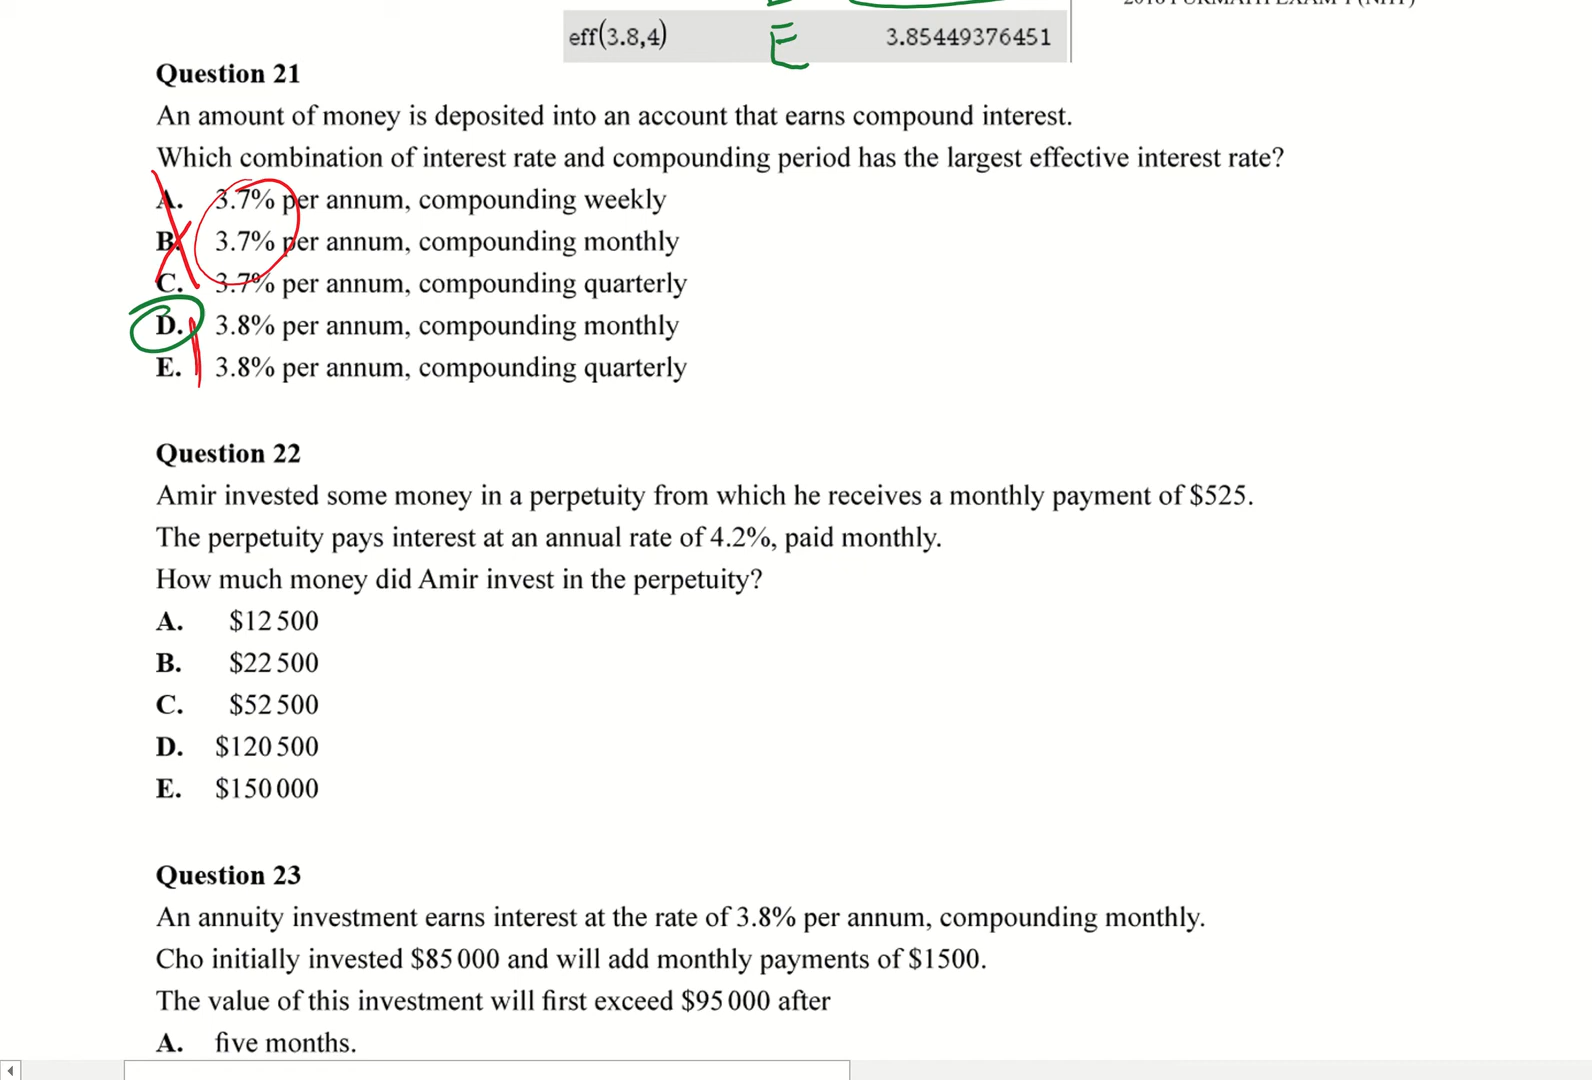 eff(3.8,4) E 3.85449376451
Question 21
An amount of money is deposited into an account that earns compound interest.
Which combination of interest rate and compounding period has the largest effective interest rate?
A. 3.7% per annum, compounding weekly
B. 3.7% per annum, compounding monthly
C. 3.7% per annum, compounding quarterly
D. 3.8% per annum, compounding monthly
E. 3.8% per annum, compounding quarterly
Question 22
Amir invested some money in a perpetuity from which he receives a monthly payment of $525.
The perpetuity pays interest at an annual rate of 4.2%, paid monthly.
How much money did Amir invest in the perpetuity?
A. $12 500
B. $22 500
C. $52 500
D. $120 500
E. $150 000
Question 23
An annuity investment earns interest at the rate of 3.8% per annum, compounding monthly.
Cho initially invested $85 000 and will add monthly payments of $1500.
The value of this investment will first exceed $95 000 after
A. five months.